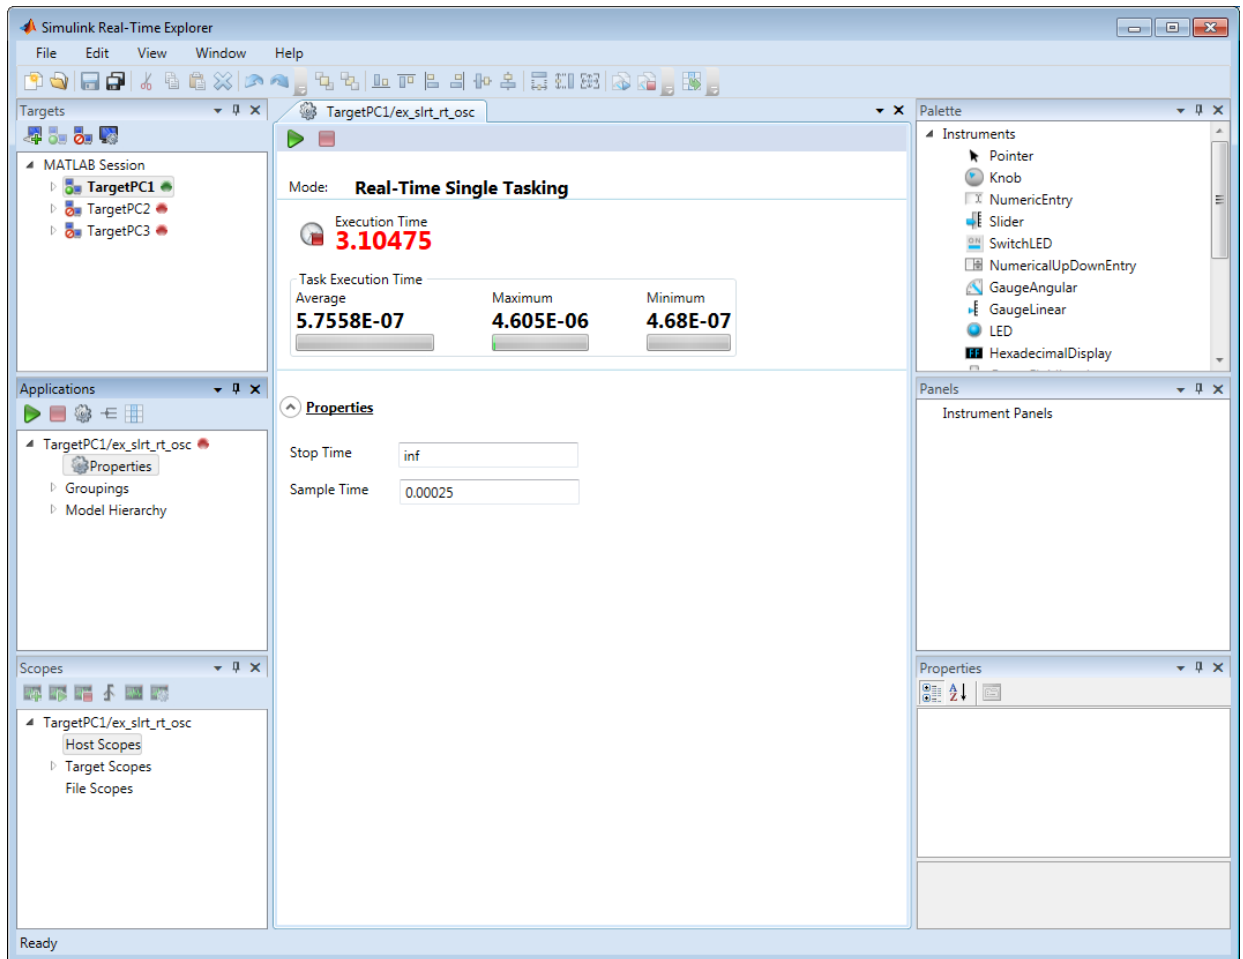 Simulink Real-Time Explorer
File Edit View Window Help
Targets
MATLAB Session
TargetPC1
TargetPC2
TargetPC3
Applications
TargetPC1/ex_slrt_rt_osc
Properties
Groupings
Model Hierarchy
Scopes
TargetPC1/ex_slrt_rt_osc
Host Scopes
Target Scopes
File Scopes
TargetPC1/ex_slrt_rt_osc
Mode: Real-Time Single Tasking
Execution Time
3.10475
Task Execution Time
Average Maximum Minimum
5.7558E-07 4.605E-06 4.68E-07
Properties
Stop Time inf
Sample Time 0.00025
Palette
Instruments
Pointer
Knob
NumericEntry
Slider
ON SwitchLED
NumericalUpDownEntry
GaugeAngular
GaugeLinear
LED
FF HexadecimalDisplay
Panels
Instrument Panels
Properties
Ready